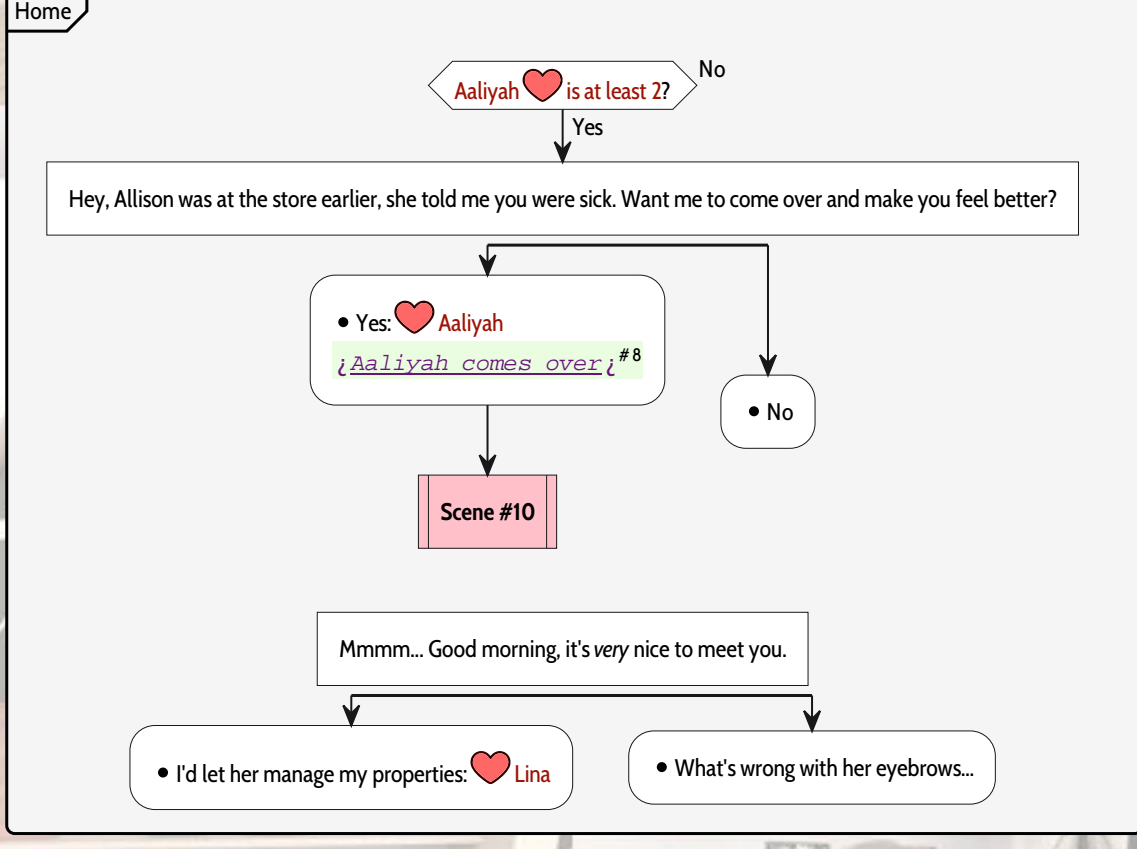 Home
Aaliyah is at least 2?
No
Yes
Hey, Allison was at the store earlier, she told me you were sick. Want me to come over and make you feel better?
• Yes: Aaliyah
¿Aaliyah comes over¿#8
• No
Scene #10
Mmmm... Good morning, it's very nice to meet you.
• I'd let her manage my properties: Lina
• What's wrong with her eyebrows...